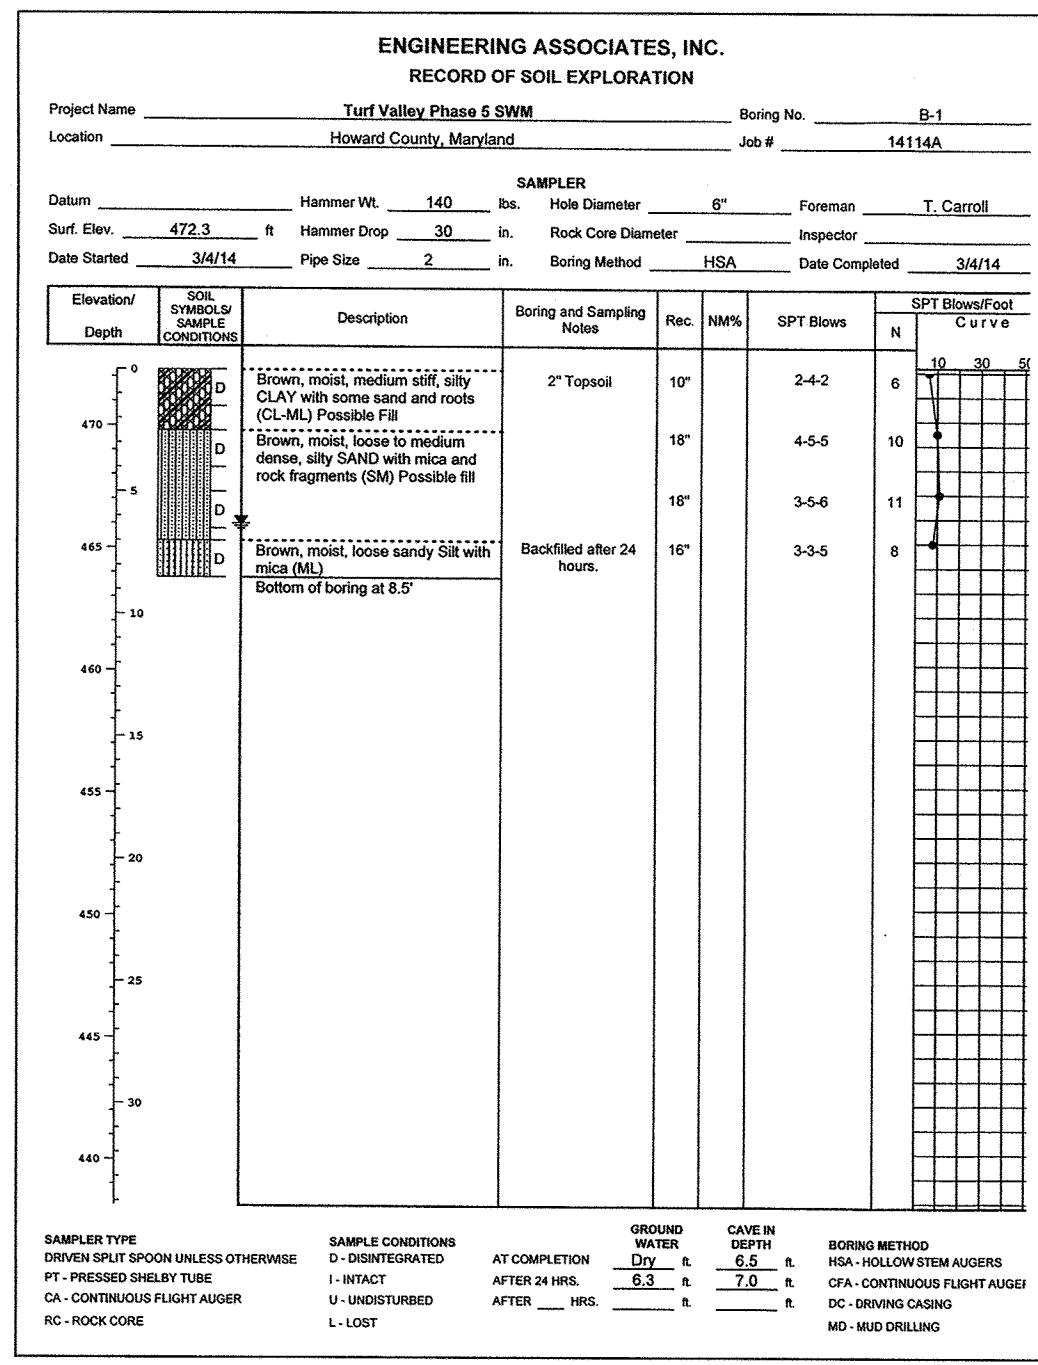 ENGINEERING ASSOCIATES, INC.
RECORD OF SOIL EXPLORATION
Project Name Turf Valley Phase 5 SWM Boring No. B-1
Location Howard County, Maryland Job # 14114A
SAMPLER
Datum Hammer Wt. 140 lbs. Hole Diameter 6" Foreman T. Carroll
Surf. Elev. 472.3 ft Hammer Drop 30 in. Rock Core Diameter Inspector
Date Started 3/4/14 Pipe Size 2 in. Boring Method HSA Date Completed 3/4/14
Elevation/
Depth
SOIL
SYMBOLS/
SAMPLE
CONDITIONS
Description
Boring and Sampling
Notes
Rec.
NM%
SPT Blows
N
SPT Blows/Foot
Curve
10 30 50
0
D
Brown, moist, medium stiff, silty
CLAY with some sand and roots
(CL-ML) Possible Fill
2" Topsoil
10"
2-4-2
6
470
D
Brown, moist, loose to medium
dense, silty SAND with mica and
rock fragments (SM) Possible fill
18"
4-5-5
10
5
D
18"
3-5-6
11
465
D
Brown, moist, loose sandy Silt with
mica (ML)
Backfilled after 24
hours.
16"
3-3-5
8
Bottom of boring at 8.5'
10
460
15
455
20
450
25
445
30
440
SAMPLER TYPE
DRIVEN SPLIT SPOON UNLESS OTHERWISE
PT - PRESSED SHELBY TUBE
CA - CONTINUOUS FLIGHT AUGER
RC - ROCK CORE
SAMPLE CONDITIONS
D - DISINTEGRATED
I - INTACT
U - UNDISTURBED
L - LOST
GROUND
WATER
CAVE IN
DEPTH
AT COMPLETION Dry ft. 6.5 ft.
AFTER 24 HRS. 6.3 ft. 7.0 ft.
AFTER ___ HRS. ft. ft.
BORING METHOD
HSA - HOLLOW STEM AUGERS
CFA - CONTINUOUS FLIGHT AUGER
DC - DRIVING CASING
MD - MUD DRILLING